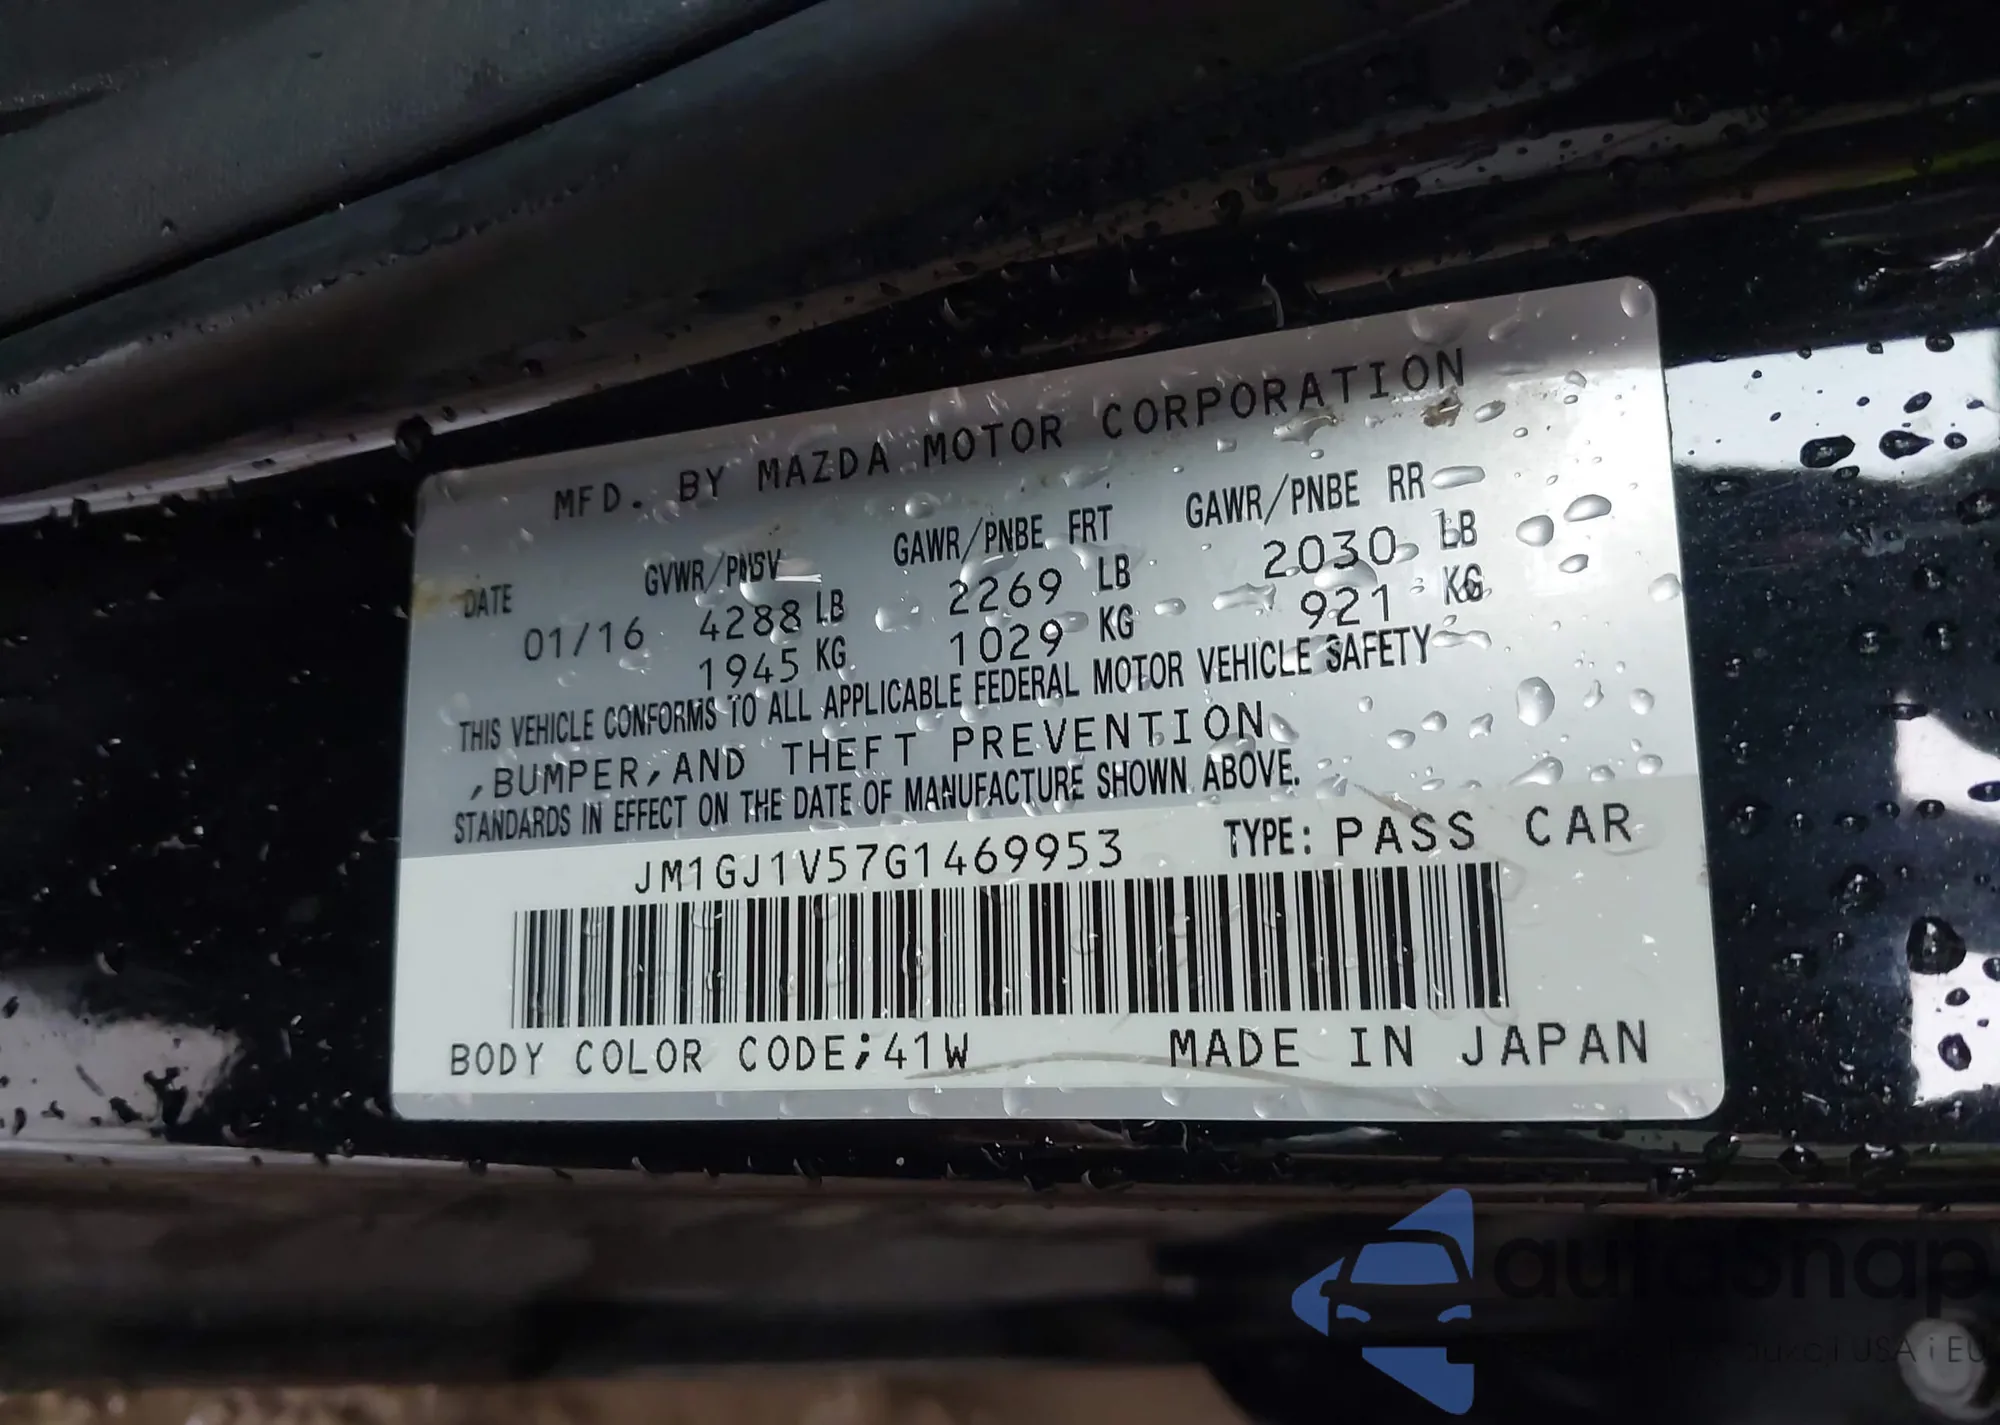 MFD. BY MAZDA MOTOR CORPORATION
DATE GVWR/PNBV GAWR/PNBE FRT GAWR/PNBE RR
01/16 4288 LB 2269 LB 2030 LB
1945 KG 1029 KG 921 KG
THIS VEHICLE CONFORMS TO ALL APPLICABLE FEDERAL MOTOR VEHICLE SAFETY
,BUMPER,AND THEFT PREVENTION
STANDARDS IN EFFECT ON THE DATE OF MANUFACTURE SHOWN ABOVE.
JM1GJ1V57G1469953 TYPE: PASS CAR
BODY COLOR CODE;41W MADE IN JAPAN
autosnap
USA i EU